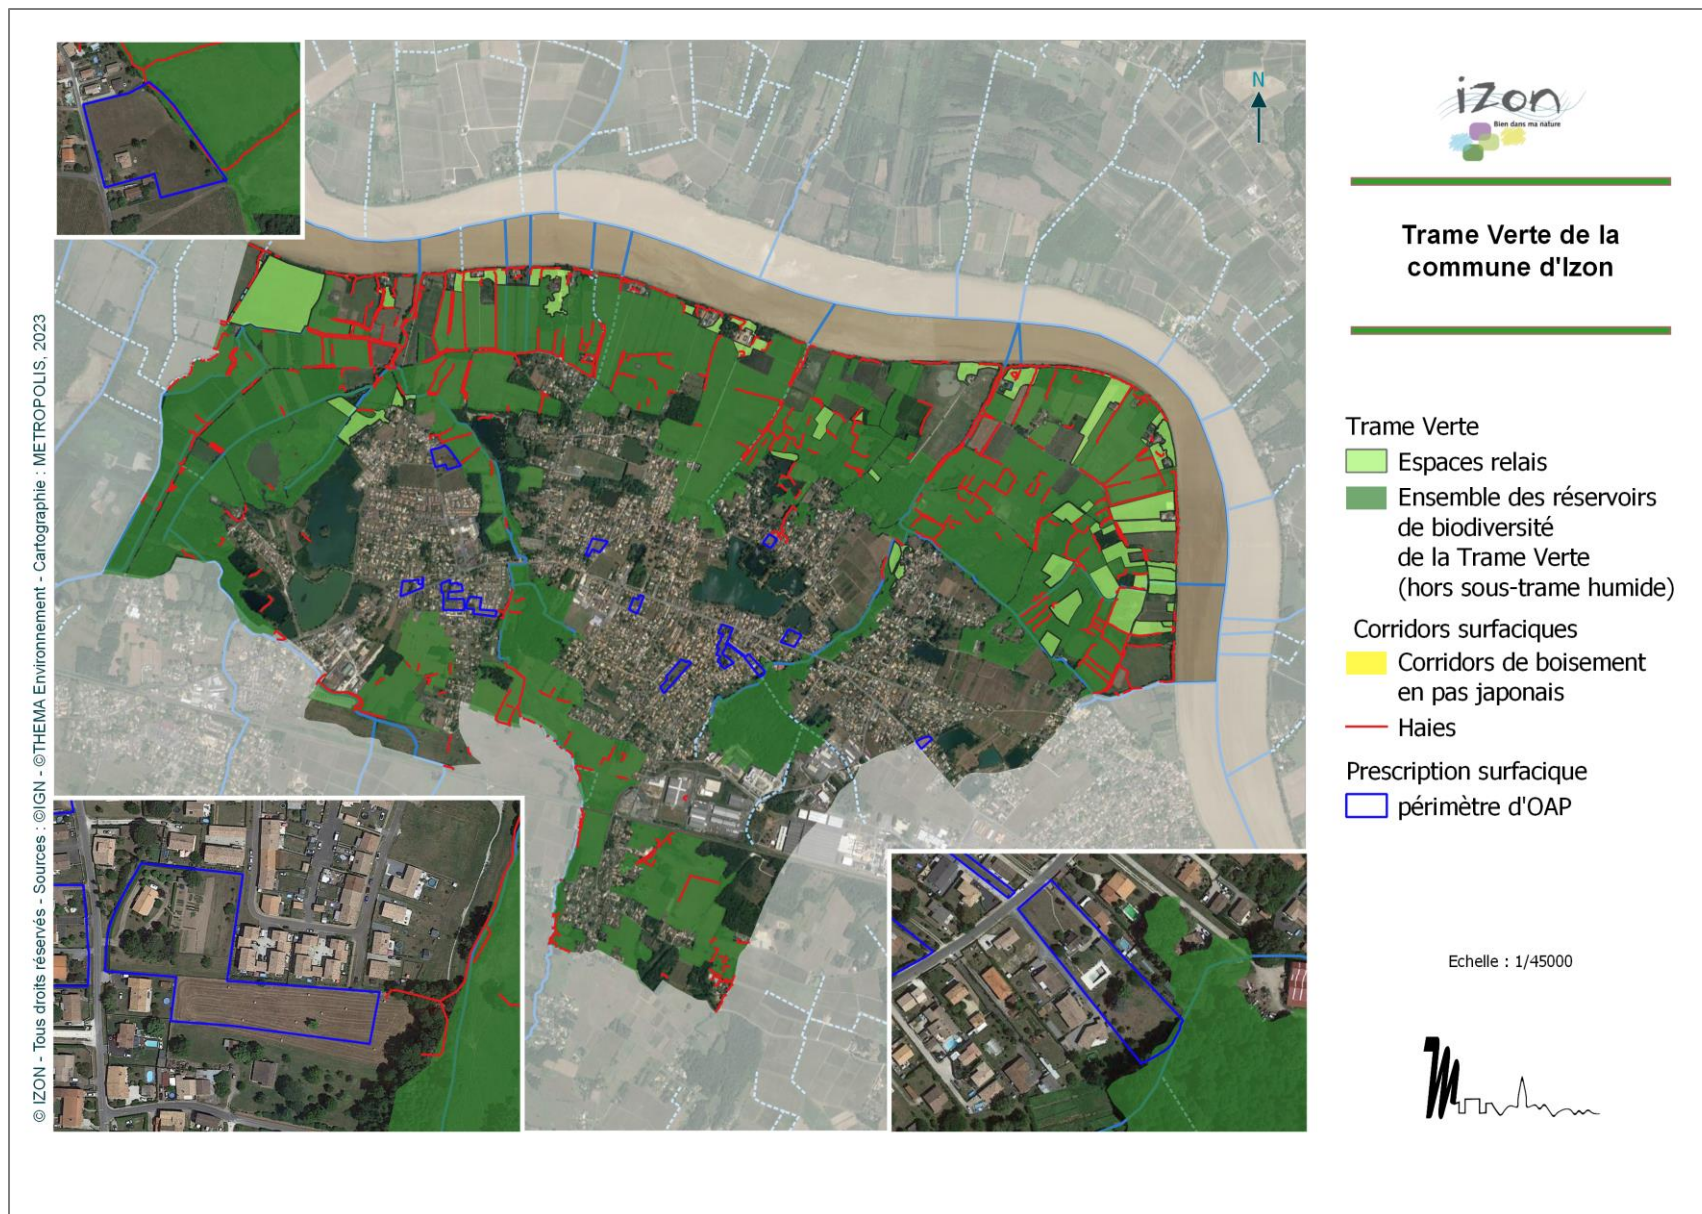 N
izon
Bien dans ma nature
Trame Verte de la
commune d'Izon
Trame Verte
Espaces relais
Ensemble des réservoirs
de biodiversité
de la Trame Verte
(hors sous-trame humide)
Corridors surfaciques
Corridors de boisement
en pas japonais
Haies
Prescription surfacique
périmètre d'OAP
Echelle : 1/45000
© IZON - Tous droits réservés - Sources : ©IGN - ©THEMA Environnement - Cartographie : METROPOLIS, 2023